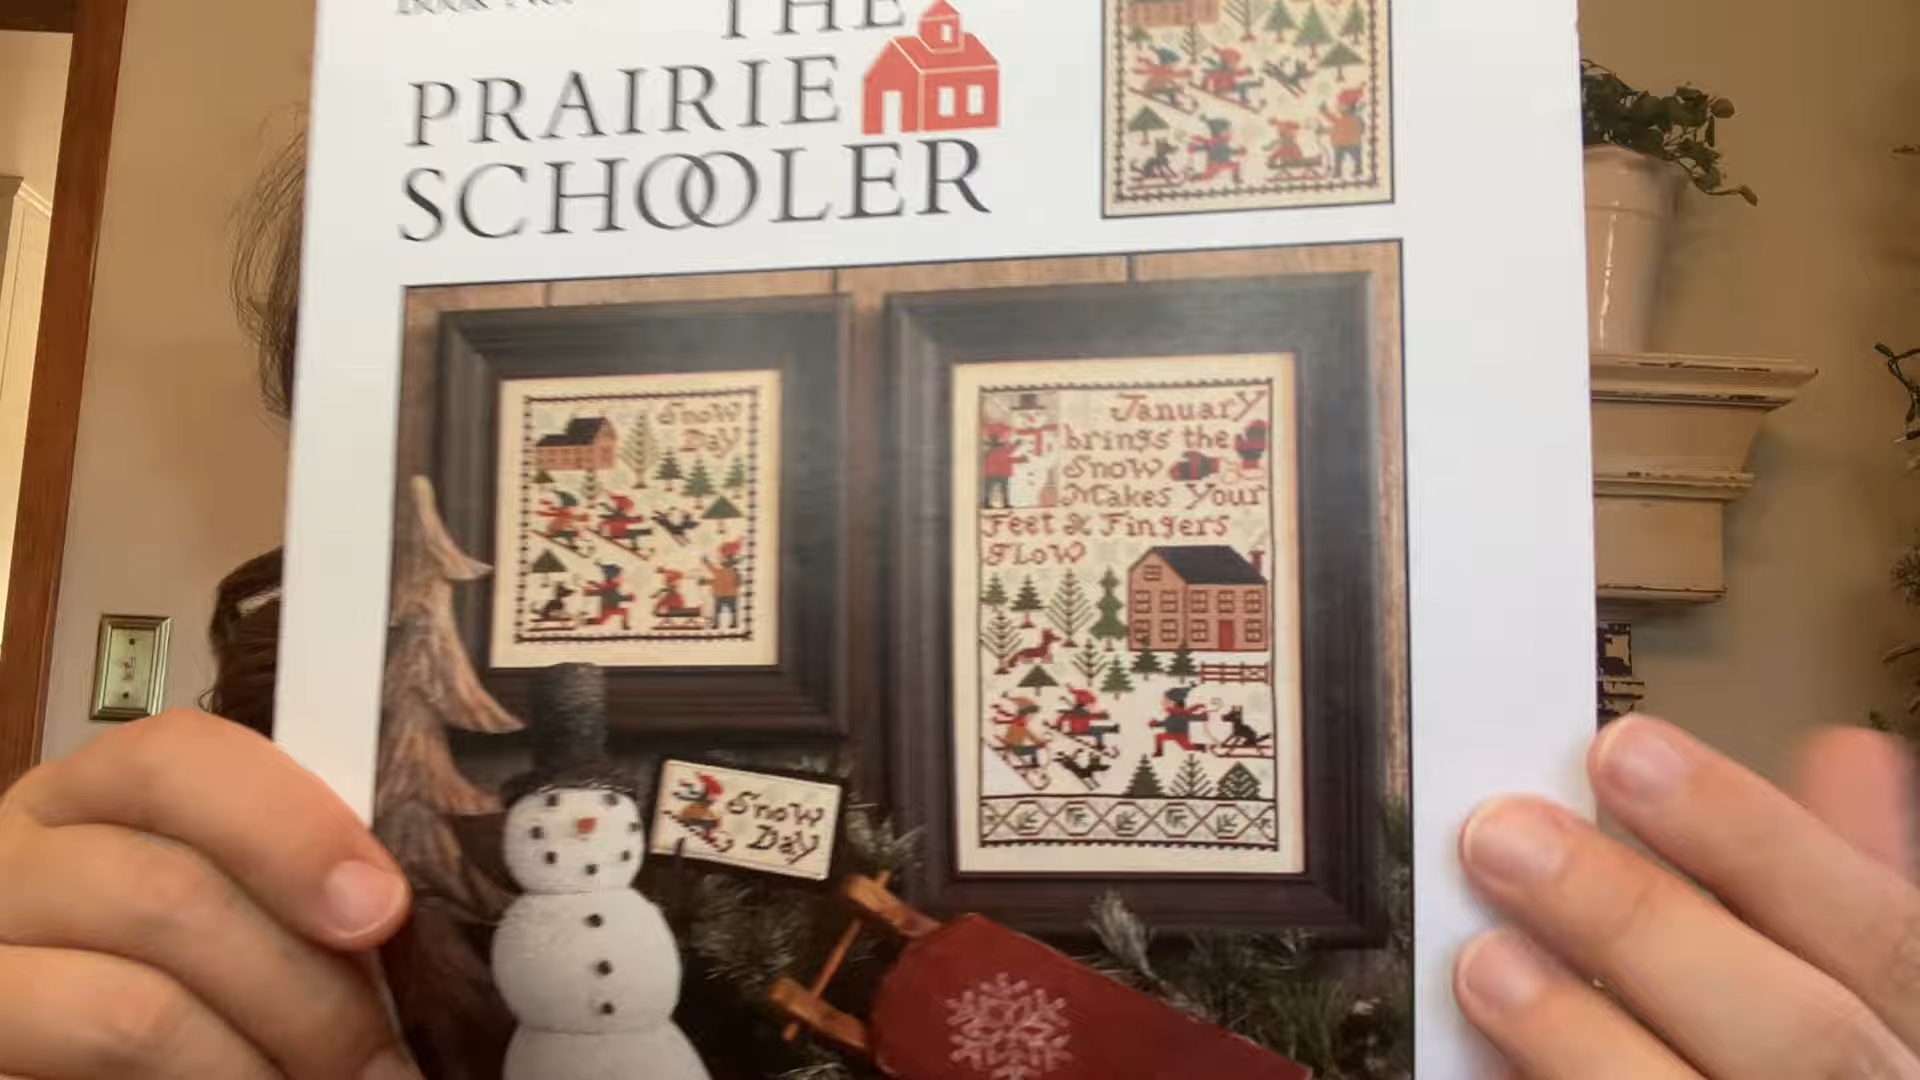 THE
PRAIRIE
SCHOOLER
Snow
Day
January
brings the
Snow
Makes Your
Feet & Fingers
Glow
Snow
Day